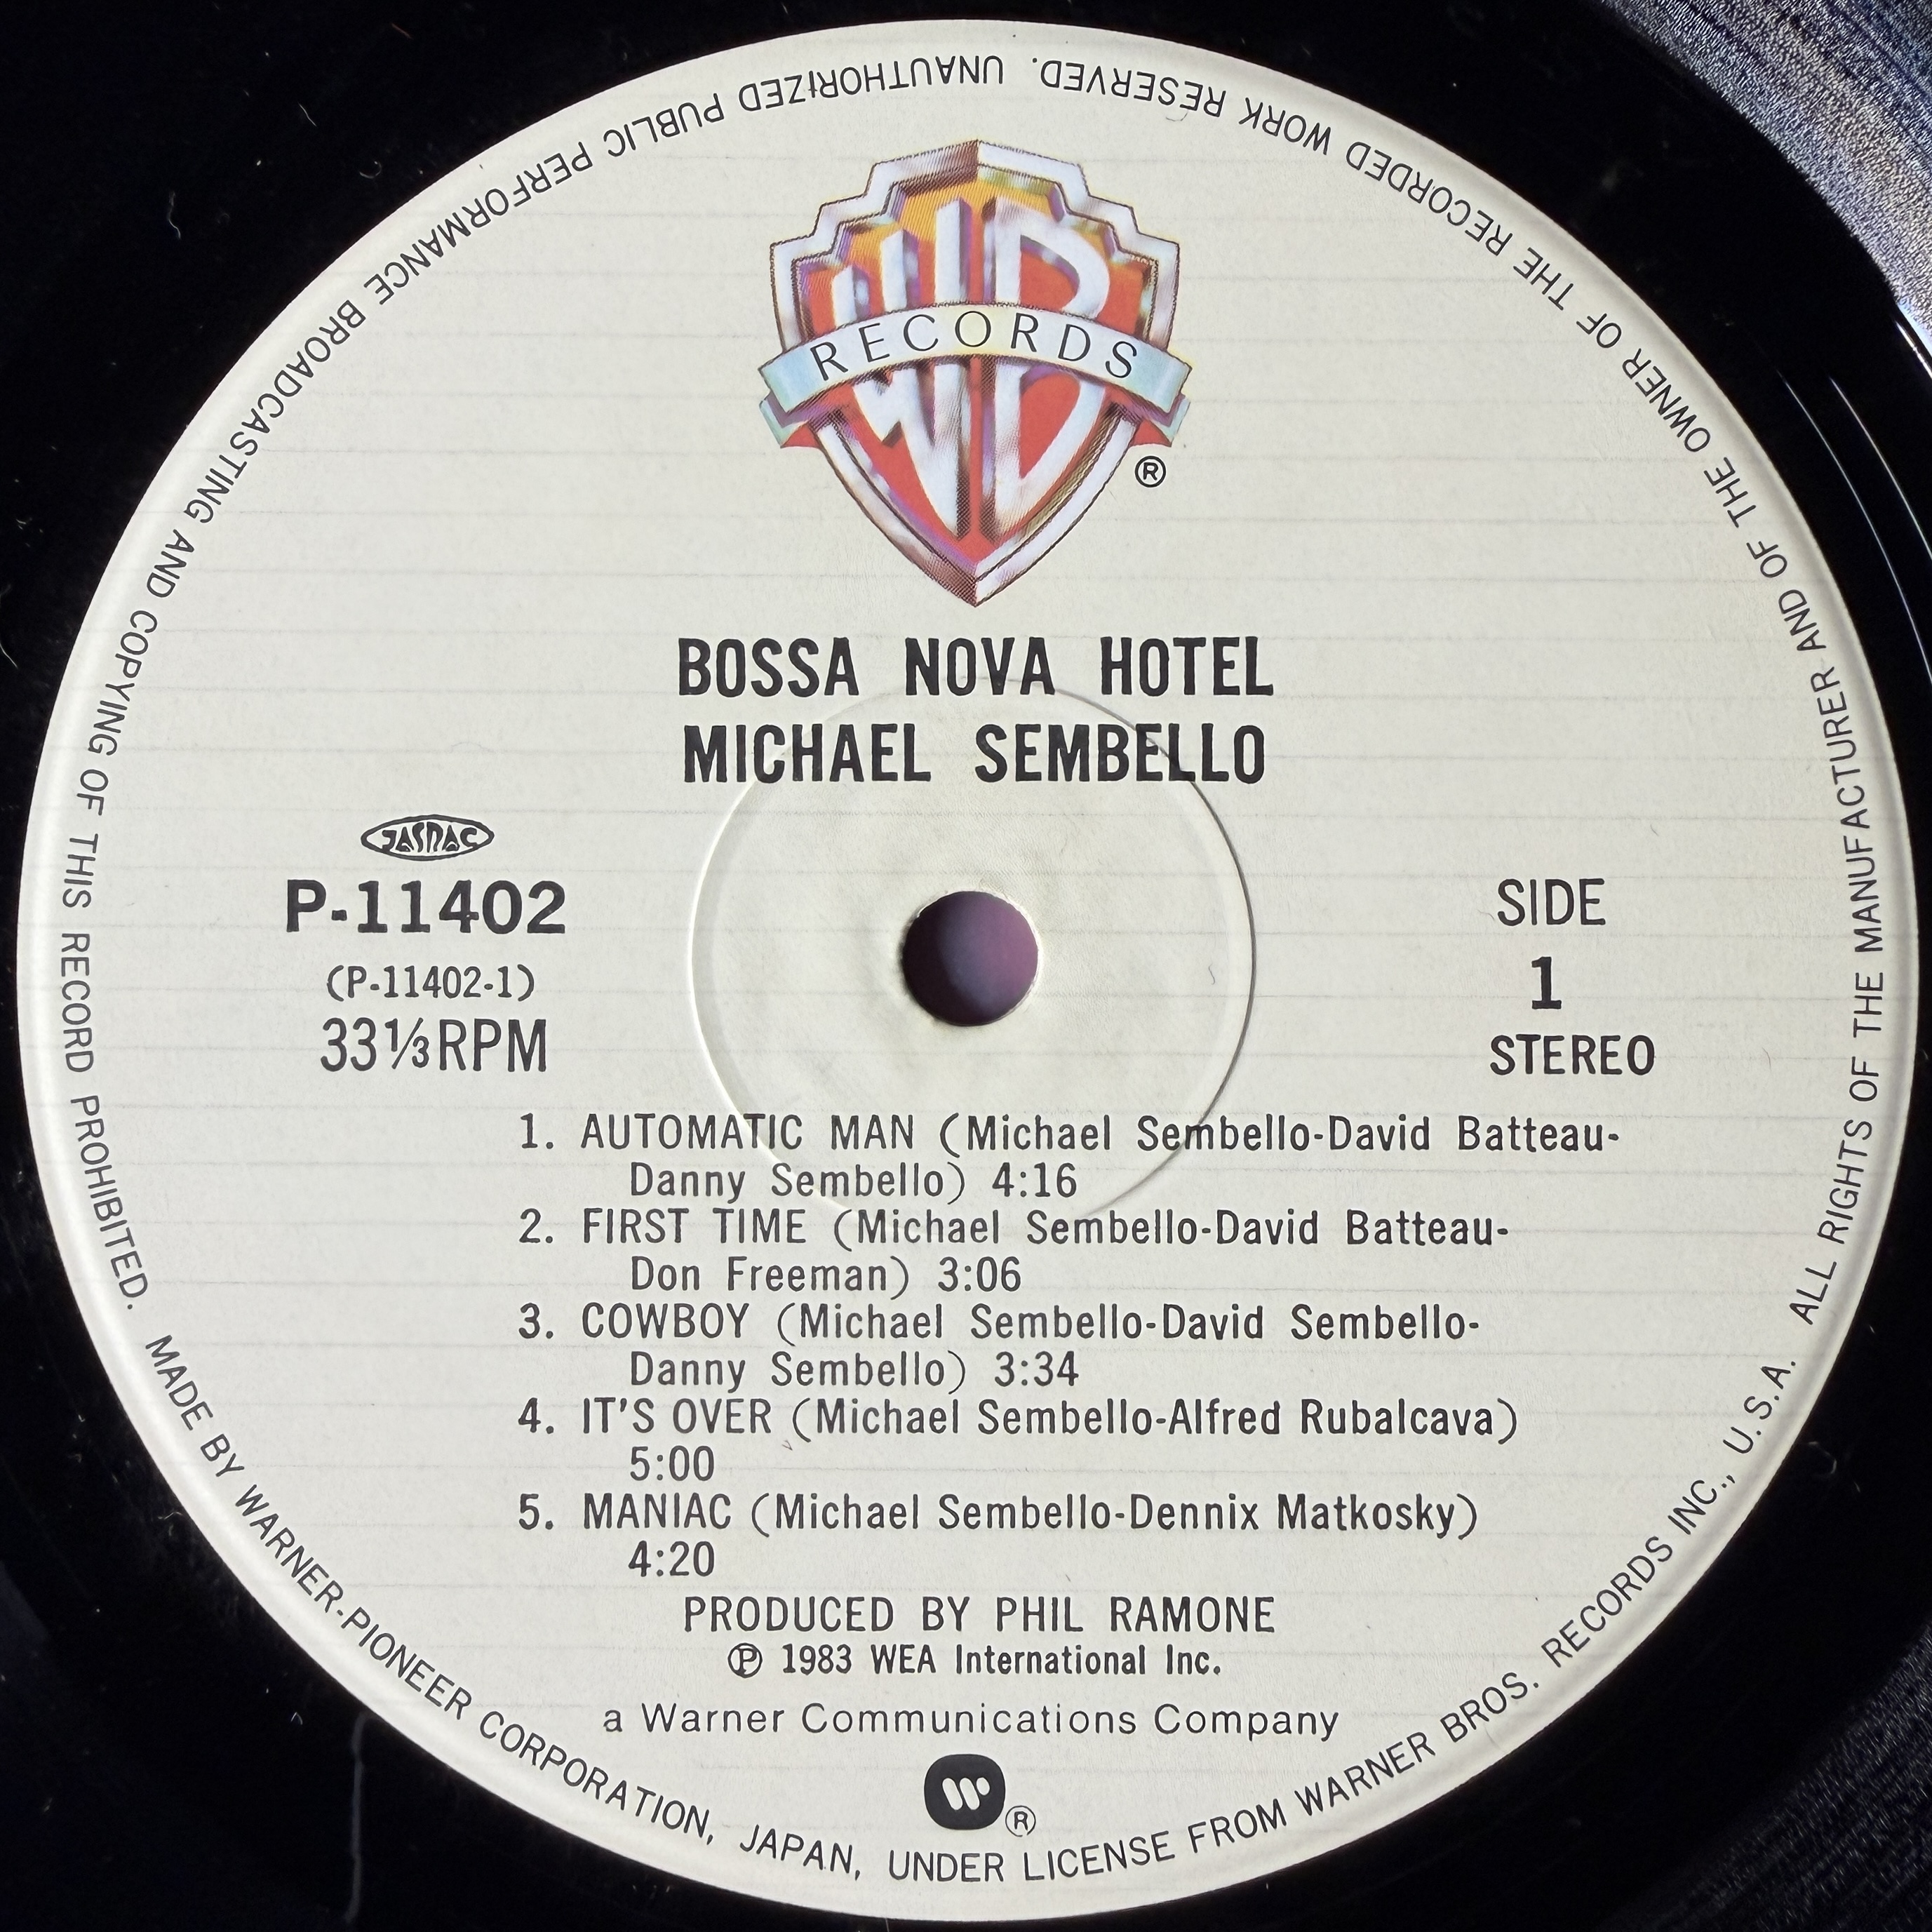 WB
RECORDS
®
BOSSA NOVA HOTEL
MICHAEL SEMBELLO
JASRAC
P-11402
(P-11402-1)
33⅓RPM
SIDE
1
STEREO
1. AUTOMATIC MAN (Michael Sembello-David Batteau-
Danny Sembello) 4:16
2. FIRST TIME (Michael Sembello-David Batteau-
Don Freeman) 3:06
3. COWBOY (Michael Sembello-David Sembello-
Danny Sembello) 3:34
4. IT'S OVER (Michael Sembello-Alfred Rubalcava)
5:00
5. MANIAC (Michael Sembello-Dennix Matkosky)
4:20
PRODUCED BY PHIL RAMONE
℗ 1983 WEA International Inc.
a Warner Communications Company
®
MADE BY WARNER-PIONEER CORPORATION, JAPAN, UNDER LICENSE FROM WARNER BROS. RECORDS INC., U.S.A. ALL RIGHTS OF THE MANUFACTURER AND OF THE OWNER OF THE RECORDED WORK RESERVED. UNAUTHORIZED PUBLIC PERFORMANCE BROADCASTING AND COPYING OF THIS RECORD PROHIBITED.